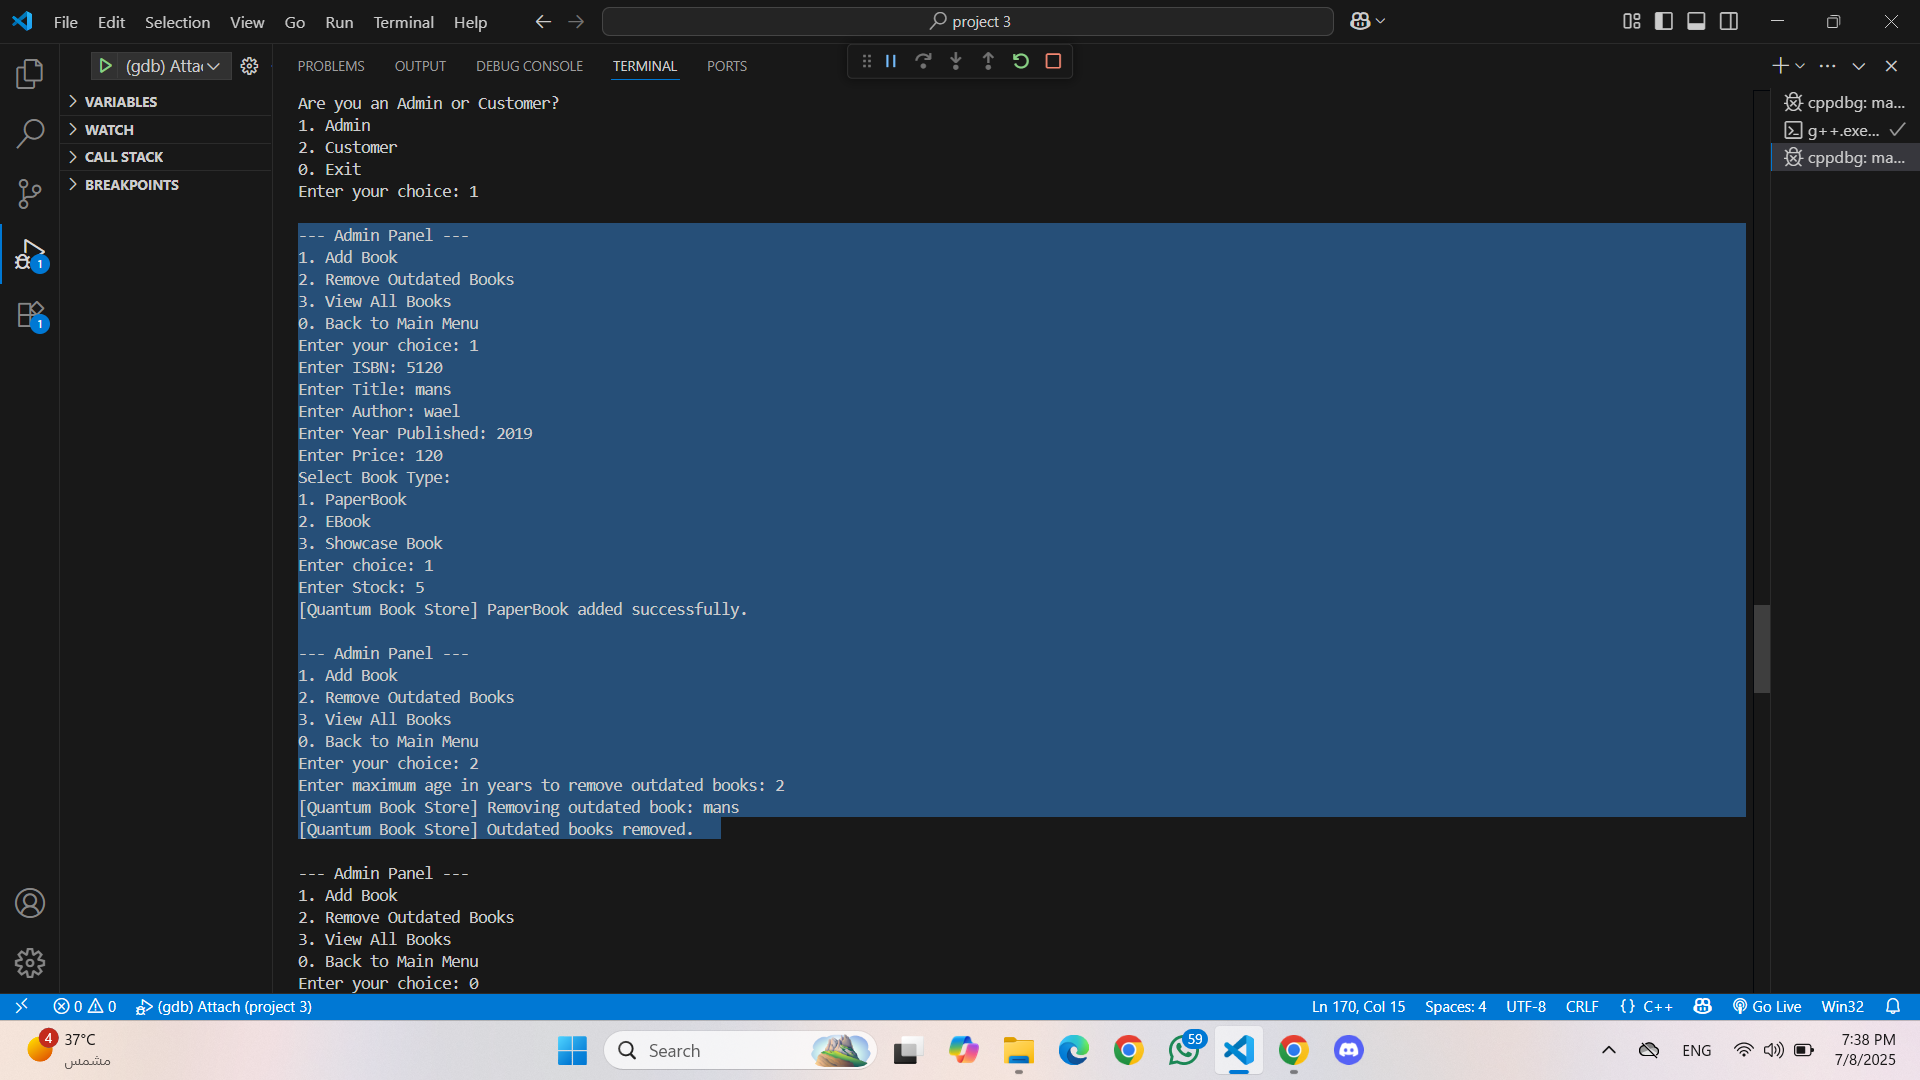 File Edit Selection View Go Run Terminal Help
project 3
(gdb) Attac
PROBLEMS OUTPUT DEBUG CONSOLE TERMINAL PORTS
VARIABLES
WATCH
CALL STACK
BREAKPOINTS
1
1
Are you an Admin or Customer?
1. Admin
2. Customer
0. Exit
Enter your choice: 1
--- Admin Panel ---
1. Add Book
2. Remove Outdated Books
3. View All Books
0. Back to Main Menu
Enter your choice: 1
Enter ISBN: 5120
Enter Title: mans
Enter Author: wael
Enter Year Published: 2019
Enter Price: 120
Select Book Type:
1. PaperBook
2. EBook
3. Showcase Book
Enter choice: 1
Enter Stock: 5
[Quantum Book Store] PaperBook added successfully.
--- Admin Panel ---
1. Add Book
2. Remove Outdated Books
3. View All Books
0. Back to Main Menu
Enter your choice: 2
Enter maximum age in years to remove outdated books: 2
[Quantum Book Store] Removing outdated book: mans
[Quantum Book Store] Outdated books removed.
--- Admin Panel ---
1. Add Book
2. Remove Outdated Books
3. View All Books
0. Back to Main Menu
Enter your choice: 0
cppdbg: ma...
g++.exe...
cppdbg: ma...
0 0 (gdb) Attach (project 3)
Ln 170, Col 15 Spaces: 4 UTF-8 CRLF {} C++ Go Live Win32
4
37°C
مشمس
Search
59
ENG
7:38 PM
7/8/2025